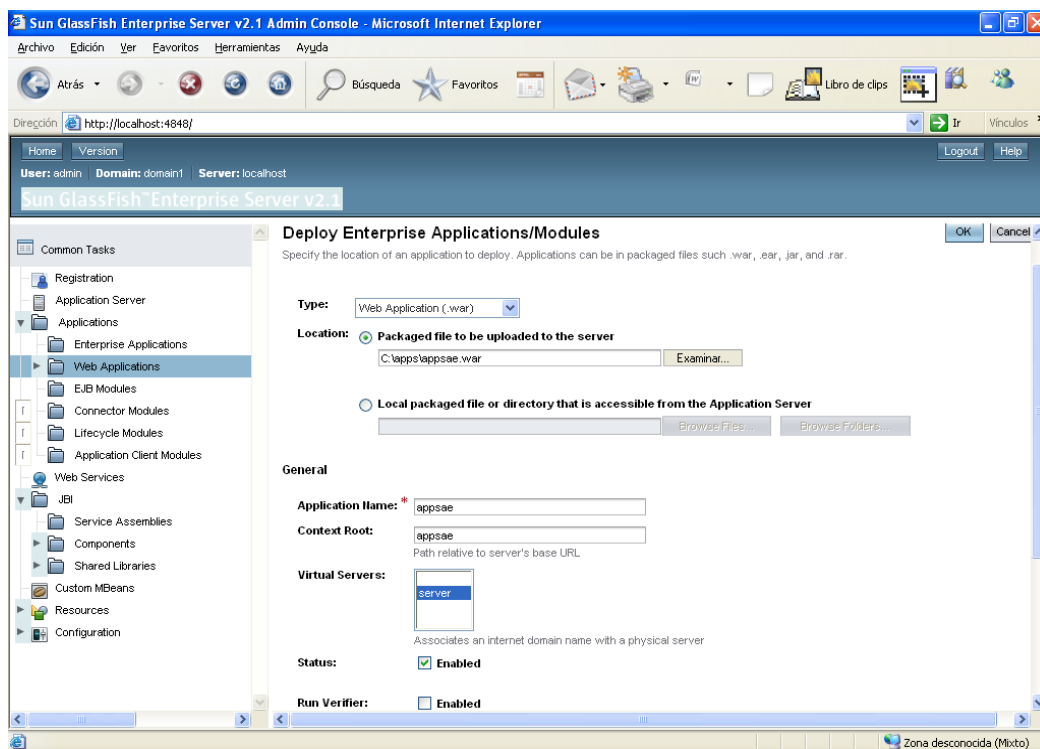 Sun GlassFish Enterprise Server v2.1 Admin Console - Microsoft Internet Explorer
Archivo Edición Ver Favoritos Herramientas Ayuda
Atrás Búsqueda Favoritos Libro de clips
Dirección http://localhost:4848/ Ir Vínculos
Home Version Logout Help
User: admin Domain: domain1 Server: localhost
Sun GlassFish™ Enterprise Server v2.1
Common Tasks
Registration
Application Server
Applications
Enterprise Applications
Web Applications
EJB Modules
Connector Modules
Lifecycle Modules
Application Client Modules
Web Services
JBI
Service Assemblies
Components
Shared Libraries
Custom MBeans
Resources
Configuration
Deploy Enterprise Applications/Modules OK Cancel
Specify the location of an application to deploy. Applications can be in packaged files such .war, .ear, .jar, and .rar.
Type: Web Application (.war)
Location: Packaged file to be uploaded to the server
C:\apps\appsae.war Examinar...
Local packaged file or directory that is accessible from the Application Server
Browse Files... Browse Folders...
General
Application Name: * appsae
Context Root: appsae
Path relative to server's base URL
Virtual Servers: server
Associates an internet domain name with a physical server
Status: Enabled
Run Verifier: Enabled
Zona desconocida (Mixto)